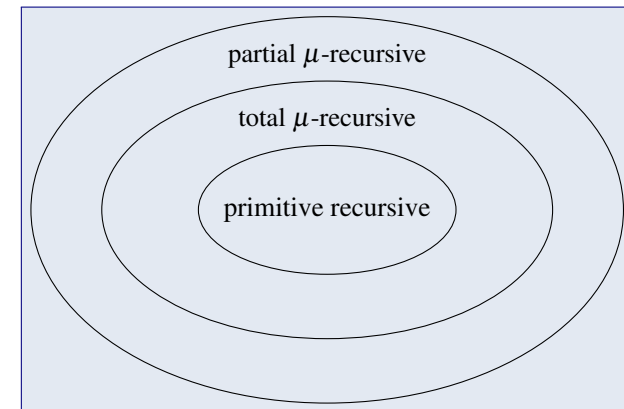 partial μ-recursive
total μ-recursive
primitive recursive